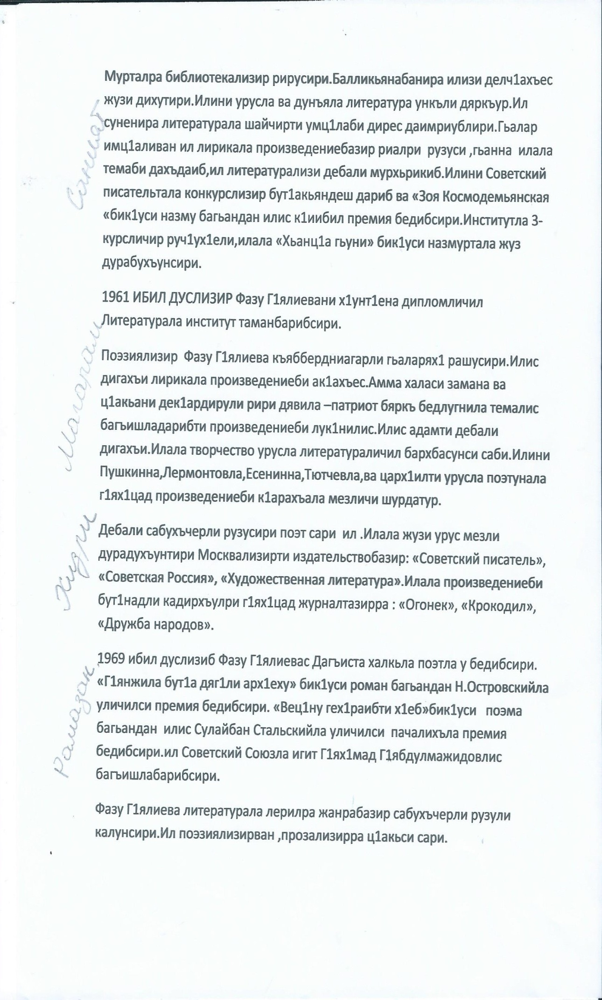 Мурталра библиотекализир рирусири.Балликьянабанира илизи делч1ахъес
жузи дихутири.Илини урусла ва дунъяла литература ункъли дяркъур.Ил
суненира литературала шайчирти умц1лаби дирес даимриублири.Гьалар
имц1аливан ил лирикала произведениебазир риалри  рузуси ,гьанна  илала
темаби дахъдаиб,ил литературализи дебали мурхьрикиб.Илини Советский
писательтала конкурслизир бут1акьяндеш дариб ва «Зоя Космодемьянская
«бик1уси назму багьандан илис к1иибил премия бедибсири.Институтла 3-
курсличир руч1ух1ели,илала «Хьанц1а гьуни» бик1уси назмуртала жуз
дурабухъунсири.
1961 ИБИЛ ДУСЛИЗИР Фазу Г1ялиевани х1унт1ена дипломличил
Литературала институт таманбарибсири.
Поэзиялизир  Фазу Г1ялиева къяббердниагарли гьаларях1 рашусири.Илис
дигахъи лирикала произведениеби ак1ахъес.Амма халаси замана ва
ц1акьани дек1ардирули рири дявила –патриот бяркъ бедлугнила темалис
багъишладарибти произведениеби лук1нилис.Илис адамти дебали
дигахъи.Илала творчество урусла литератураличил бархбасунси саби.Илини
Пушкинна,Лермонтовла,Есенинна,Тютчевла,ва царх1илти урусла поэтунала
г1ях1цад произведениеби к1арахъала мезличи шурдатур.
Дебали сабухъчерли рузусири поэт сари  ил .Илала жузи урус мезли
дурадухъунтири Москвализирти издательствобазир: «Советский писатель»,
«Советская Россия», «Художественная литература».Илала произведениеби
бут1надли кадирхъулри г1ях1цад журналтазирра : «Огонек», «Крокодил»,
«Дружба народов».
1969 ибил дуслизиб Фазу Г1ялиевас Дагъиста халкьла поэтла у бедибсири.
«Г1янжила бут1а дяг1ли арх1еху» бик1уси роман багьандан Н.Островскийла
уличилси премия бедибсири. «Вец1ну гех1раибти х1еб»бик1уси   поэма
багьандан  илис Сулайбан Стальскийла уличилси  пачалихъла премия
бедибсири.ил Советский Союзла игит Г1ях1мад Г1ябдулмажидовлис
багъишлабарибсири.
Фазу Г1ялиева литературала лерилра жанрабазир сабухъчерли рузули
калунсири.Ил поэзиялизирван ,прозализирра ц1акьси сари.
Саният
Магарам
Хизри
Рамазан